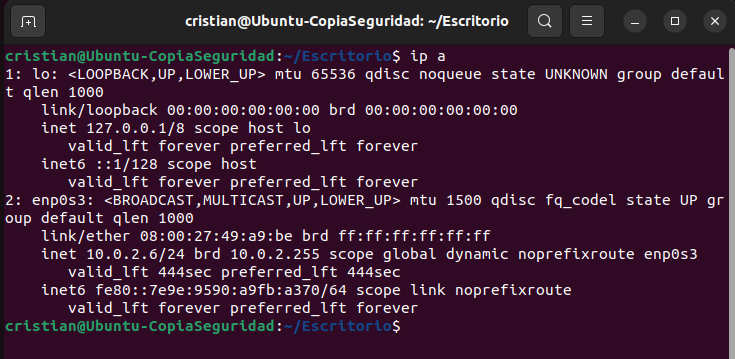 cristian@Ubuntu-CopiaSeguridad: ~/Escritorio
cristian@Ubuntu-CopiaSeguridad:~/Escritorio$ ip a
1: lo: <LOOPBACK,UP,LOWER_UP> mtu 65536 qdisc noqueue state UNKNOWN group defaul
t qlen 1000
    link/loopback 00:00:00:00:00:00 brd 00:00:00:00:00:00
    inet 127.0.0.1/8 scope host lo
       valid_lft forever preferred_lft forever
    inet6 ::1/128 scope host
       valid_lft forever preferred_lft forever
2: enp0s3: <BROADCAST,MULTICAST,UP,LOWER_UP> mtu 1500 qdisc fq_codel state UP gr
oup default qlen 1000
    link/ether 08:00:27:49:a9:be brd ff:ff:ff:ff:ff:ff
    inet 10.0.2.6/24 brd 10.0.2.255 scope global dynamic noprefixroute enp0s3
       valid_lft 444sec preferred_lft 444sec
    inet6 fe80::7e9e:9590:a9fb:a370/64 scope link noprefixroute
       valid_lft forever preferred_lft forever
cristian@Ubuntu-CopiaSeguridad:~/Escritorio$